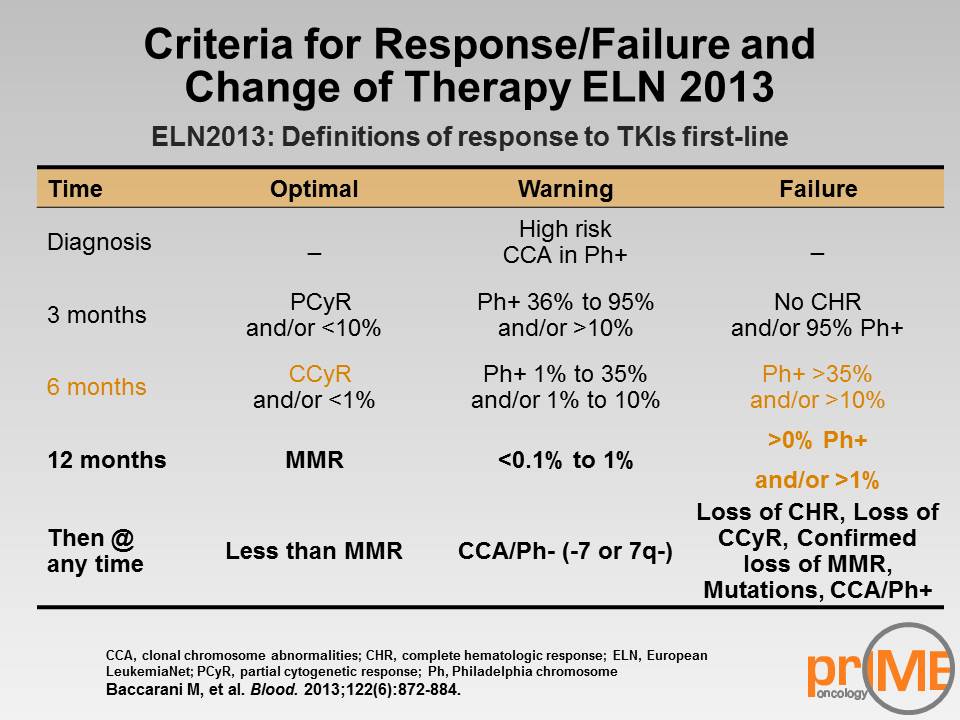 Criteria for Response/Failure and
Change of Therapy ELN 2013
ELN2013: Definitions of response to TKIs first-line
Time Optimal Warning Failure
Diagnosis – High risk –
CCA in Ph+
3 months PCyR Ph+ 36% to 95% No CHR
and/or <10% and/or >10% and/or 95% Ph+
6 months CCyR Ph+ 1% to 35% Ph+ >35%
and/or <1% and/or 1% to 10% and/or >10%
12 months MMR <0.1% to 1% >0% Ph+
and/or >1%
Then @ Less than MMR CCA/Ph- (-7 or 7q-) Loss of CHR, Loss of
any time CCyR, Confirmed
loss of MMR,
Mutations, CCA/Ph+
CCA, clonal chromosome abnormalities; CHR, complete hematologic response; ELN, European
LeukemiaNet; PCyR, partial cytogenetic response; Ph, Philadelphia chromosome
Baccarani M, et al. Blood. 2013;122(6):872-884.
prIME
oncology